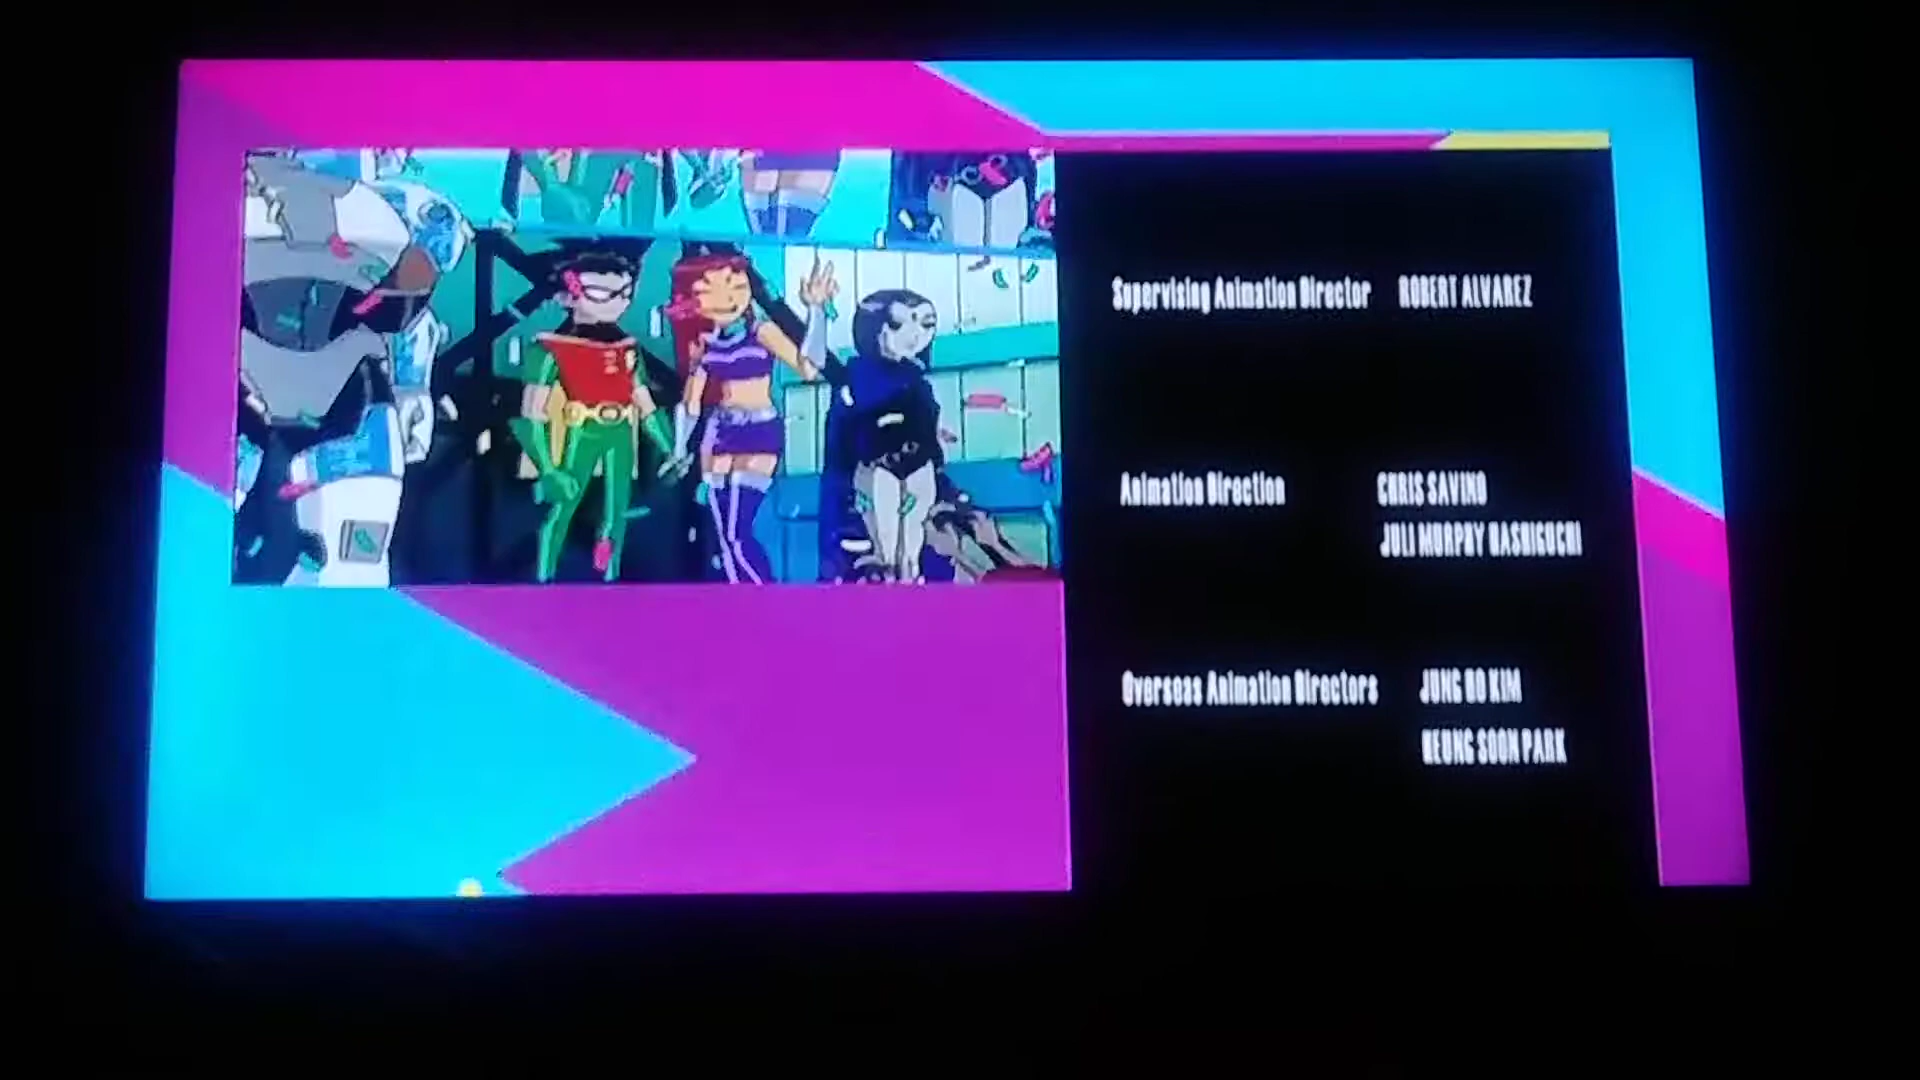 Supervising Animation Director ROBERT ALVAREZ
Animation Direction CHRIS SAVINO
JULI MURPHY HASHIGUCHI
Overseas Animation Directors JUNG HO KIM
HEUNG SOON PARK